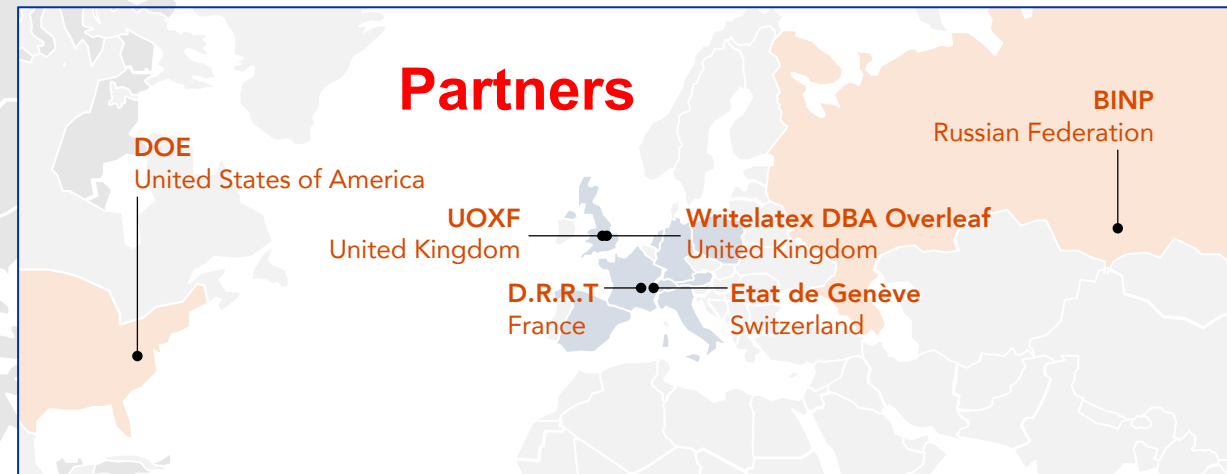 Partners
BINP
Russian Federation
DOE
United States of America
UOXF
United Kingdom
Writelatex DBA Overleaf
United Kingdom
D.R.R.T
France
Etat de Genève
Switzerland